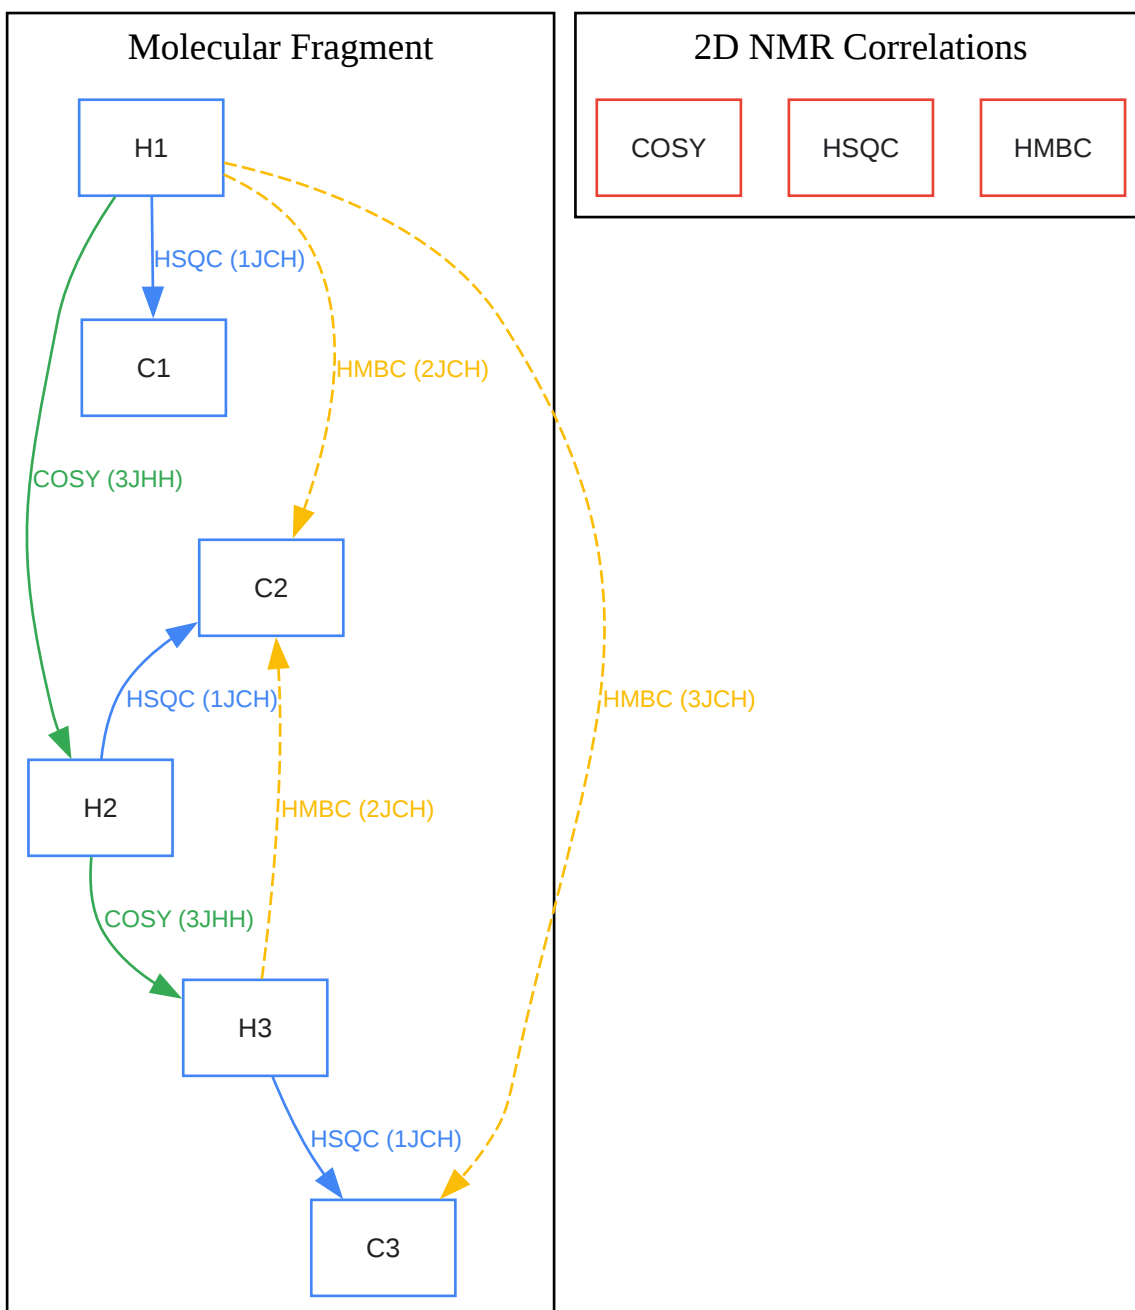 Molecular Fragment
2D NMR Correlations
H1
COSY
HSQC
HMBC
HSQC (1JCH)
C1
HMBC (2JCH)
COSY (3JHH)
C2
HSQC (1JCH)
HMBC (3JCH)
H2
HMBC (2JCH)
COSY (3JHH)
H3
HSQC (1JCH)
C3